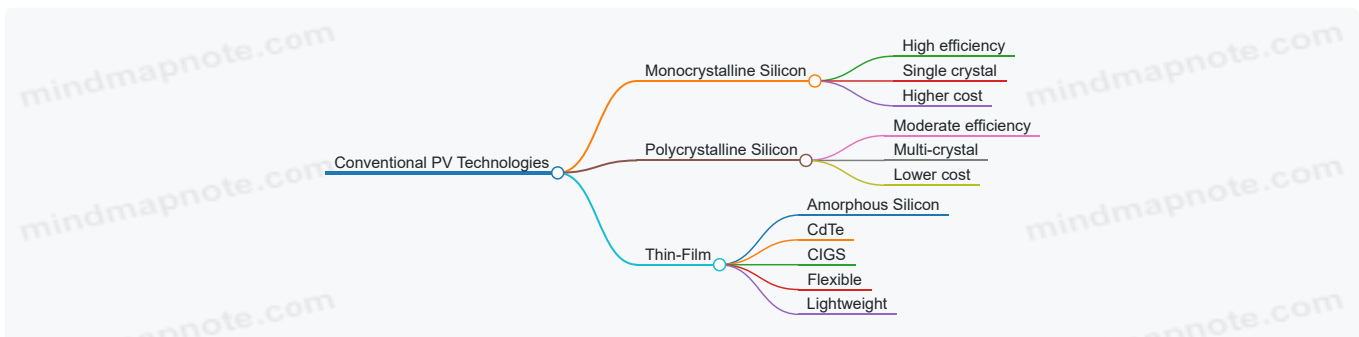 mindmapnote.com
mindmapnote.com
High efficiency
Monocrystalline Silicon
Single crystal
Higher cost
Moderate efficiency
Polycrystalline Silicon
Multi-crystal
Conventional PV Technologies
mindmapnote.com
mindmapnote.com
Lower cost
Amorphous Silicon
CdTe
Thin-Film
CIGS
Flexible
Lightweight
mindmapnote.com
mindmapnote.com